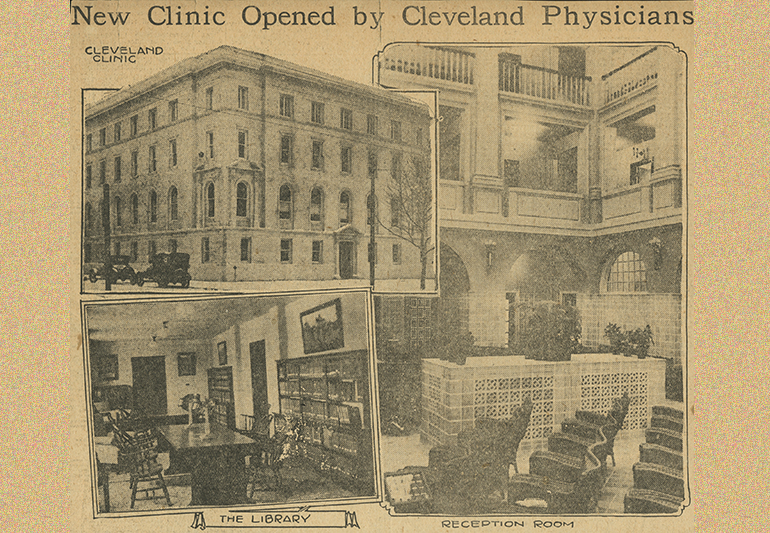 New Clinic Opened by Cleveland Physicians
CLEVELAND
CLINIC
THE LIBRARY
RECEPTION ROOM